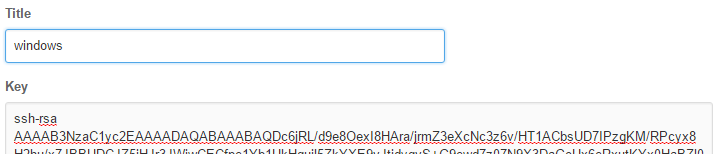 Title
windows
Key
ssh-rsa
AAAAB3NzaC1yc2EAAAADAQABAAABAQDc6jRL/d9e8OexI8HAra/jrmZ3eXcNc3z6v/HT1ACbsUD7IPzgKM/RPcyx8